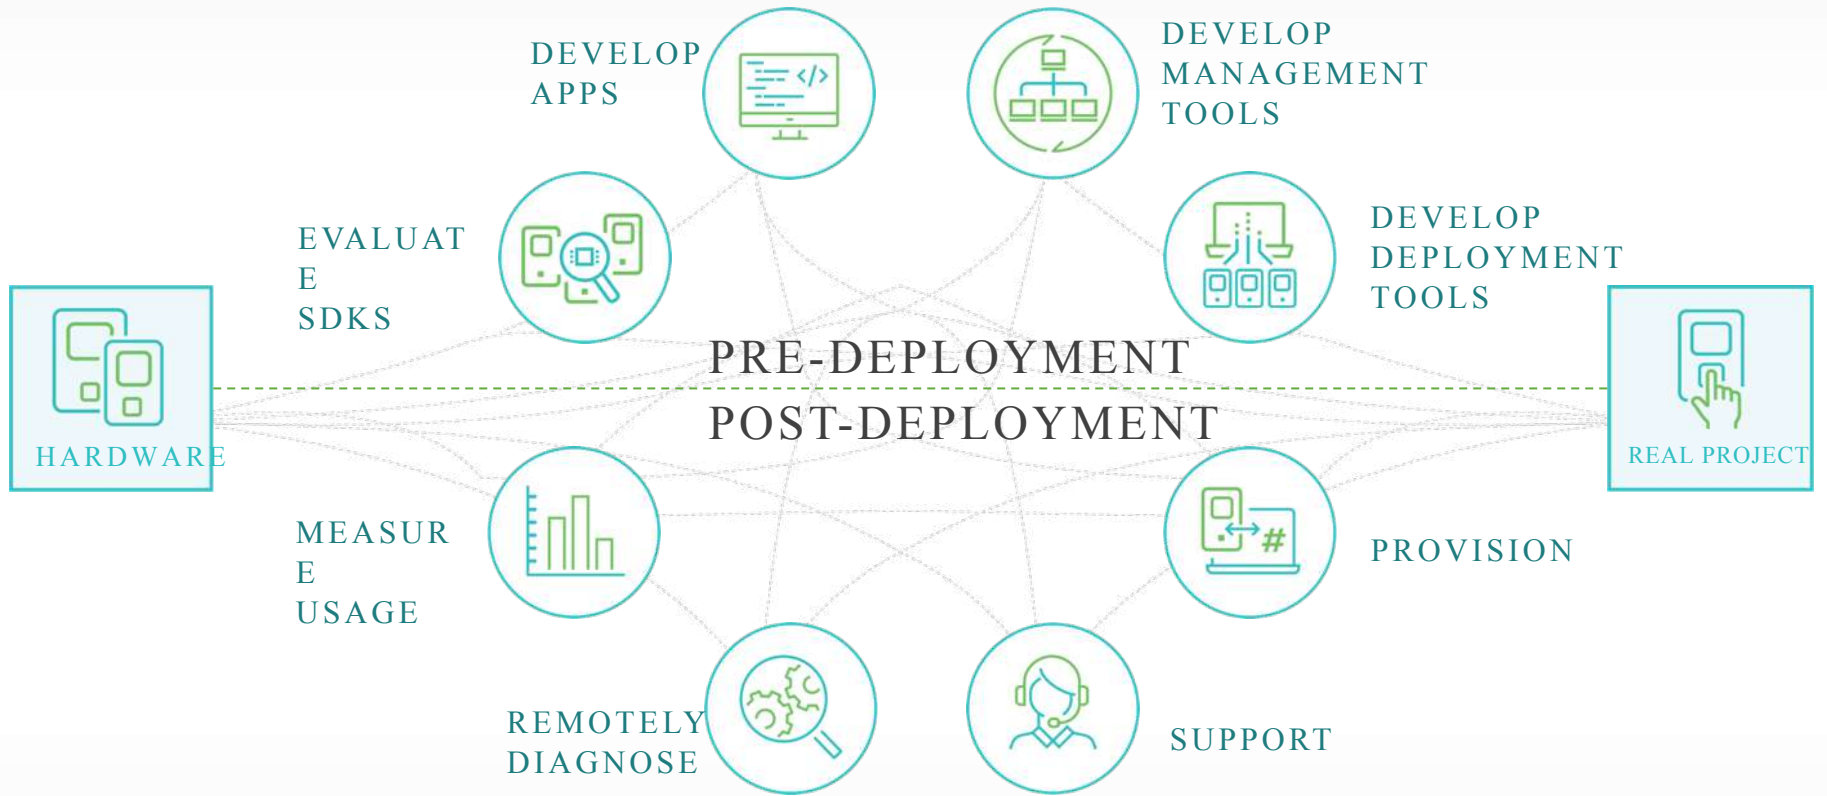 DEVELOP
APPS
DEVELOP
MANAGEMENT
TOOLS
EVALUAT
E
SDKS
DEVELOP
DEPLOYMENT
TOOLS
PRE-DEPLOYMENT
POST-DEPLOYMENT
HARDWARE
REAL PROJECT
MEASUR
E
USAGE
#
PROVISION
REMOTELY
DIAGNOSE
SUPPORT